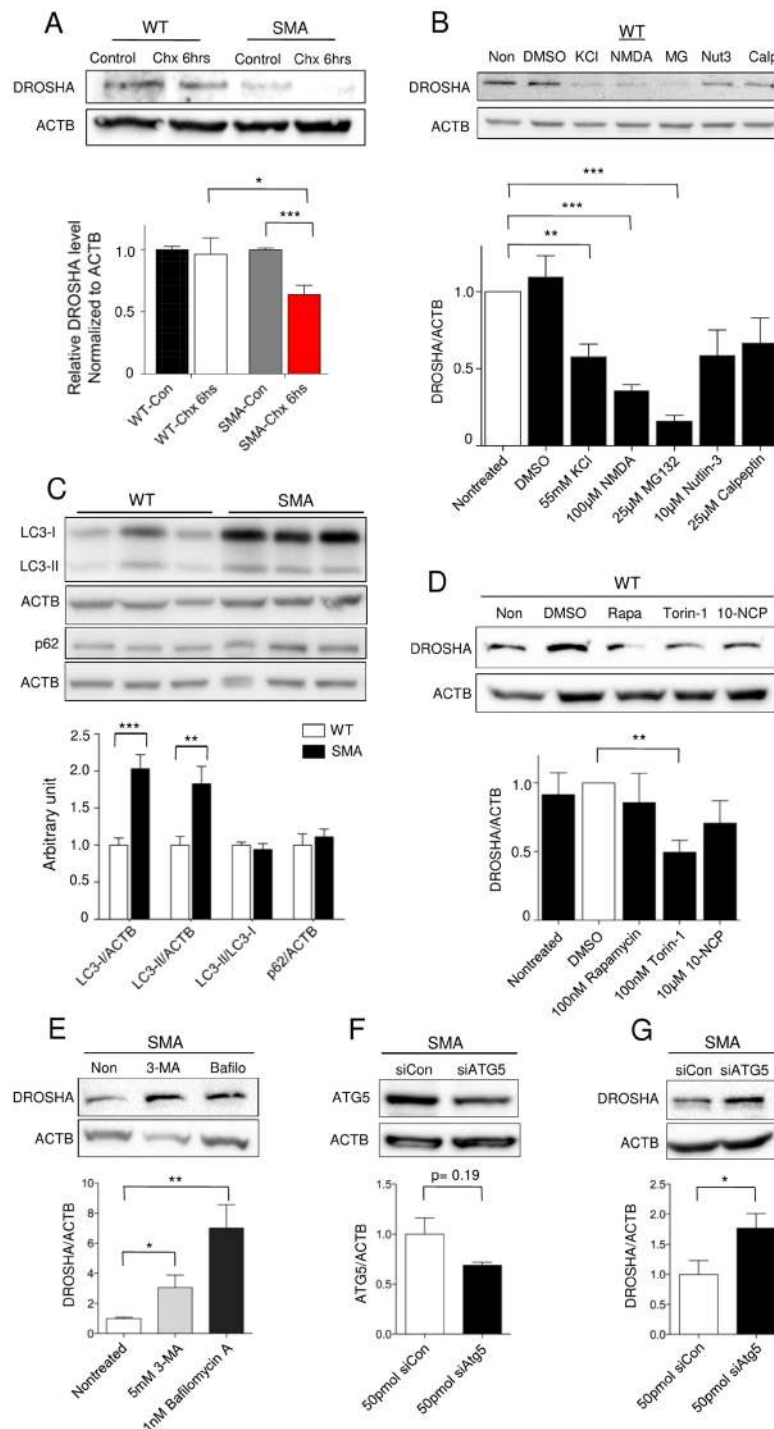 A
WT SMA
Control Chx 6hrs Control Chx 6hrs
DROSHA
ACTB
* 
***
Relative DROSHA level
Normalized to ACTB
1.0
0.5
0
WT-Con
WT-Chx 6hs
SMA-Con
SMA-Chx 6hs
B
WT
Non DMSO KCl NMDA MG Nut3 Calp
DROSHA
ACTB
***
***
**
DROSHA/ACTB
1.0
0.5
0
Nontreated
DMSO
55mM KCl
100µM NMDA
25µM MG132
10µM Nutlin-3
25µM Calpeptin
C
WT SMA
LC3-I
LC3-II
ACTB
p62
ACTB
WT
SMA
*** **
Arbitrary unit
2.5
2.0
1.5
1.0
0.5
0
LC3-I/ACTB
LC3-II/ACTB
LC3-II/LC3-I
p62/ACTB
D
WT
Non DMSO Rapa Torin-1 10-NCP
DROSHA
ACTB
**
DROSHA/ACTB
1.0
0.5
0
Nontreated
DMSO
100nM Rapamycin
100nM Torin-1
10µM 10-NCP
E
SMA
Non 3-MA Bafilo
DROSHA
ACTB
**
*
DROSHA/ACTB
10
8
6
4
2
0
Nontreated
5mM 3-MA
1nM Bafilomycin A
F
SMA
siCon siATG5
ATG5
ACTB
p= 0.19
ATG5/ACTB
1.5
1.0
0.5
0.0
50pmol siCon
50pmol siAtg5
G
SMA
siCon siATG5
DROSHA
ACTB
*
DROSHA/ACTB
2.5
2.0
1.5
1.0
0.5
0.0
50pmol siCon
50pmol siAtg5